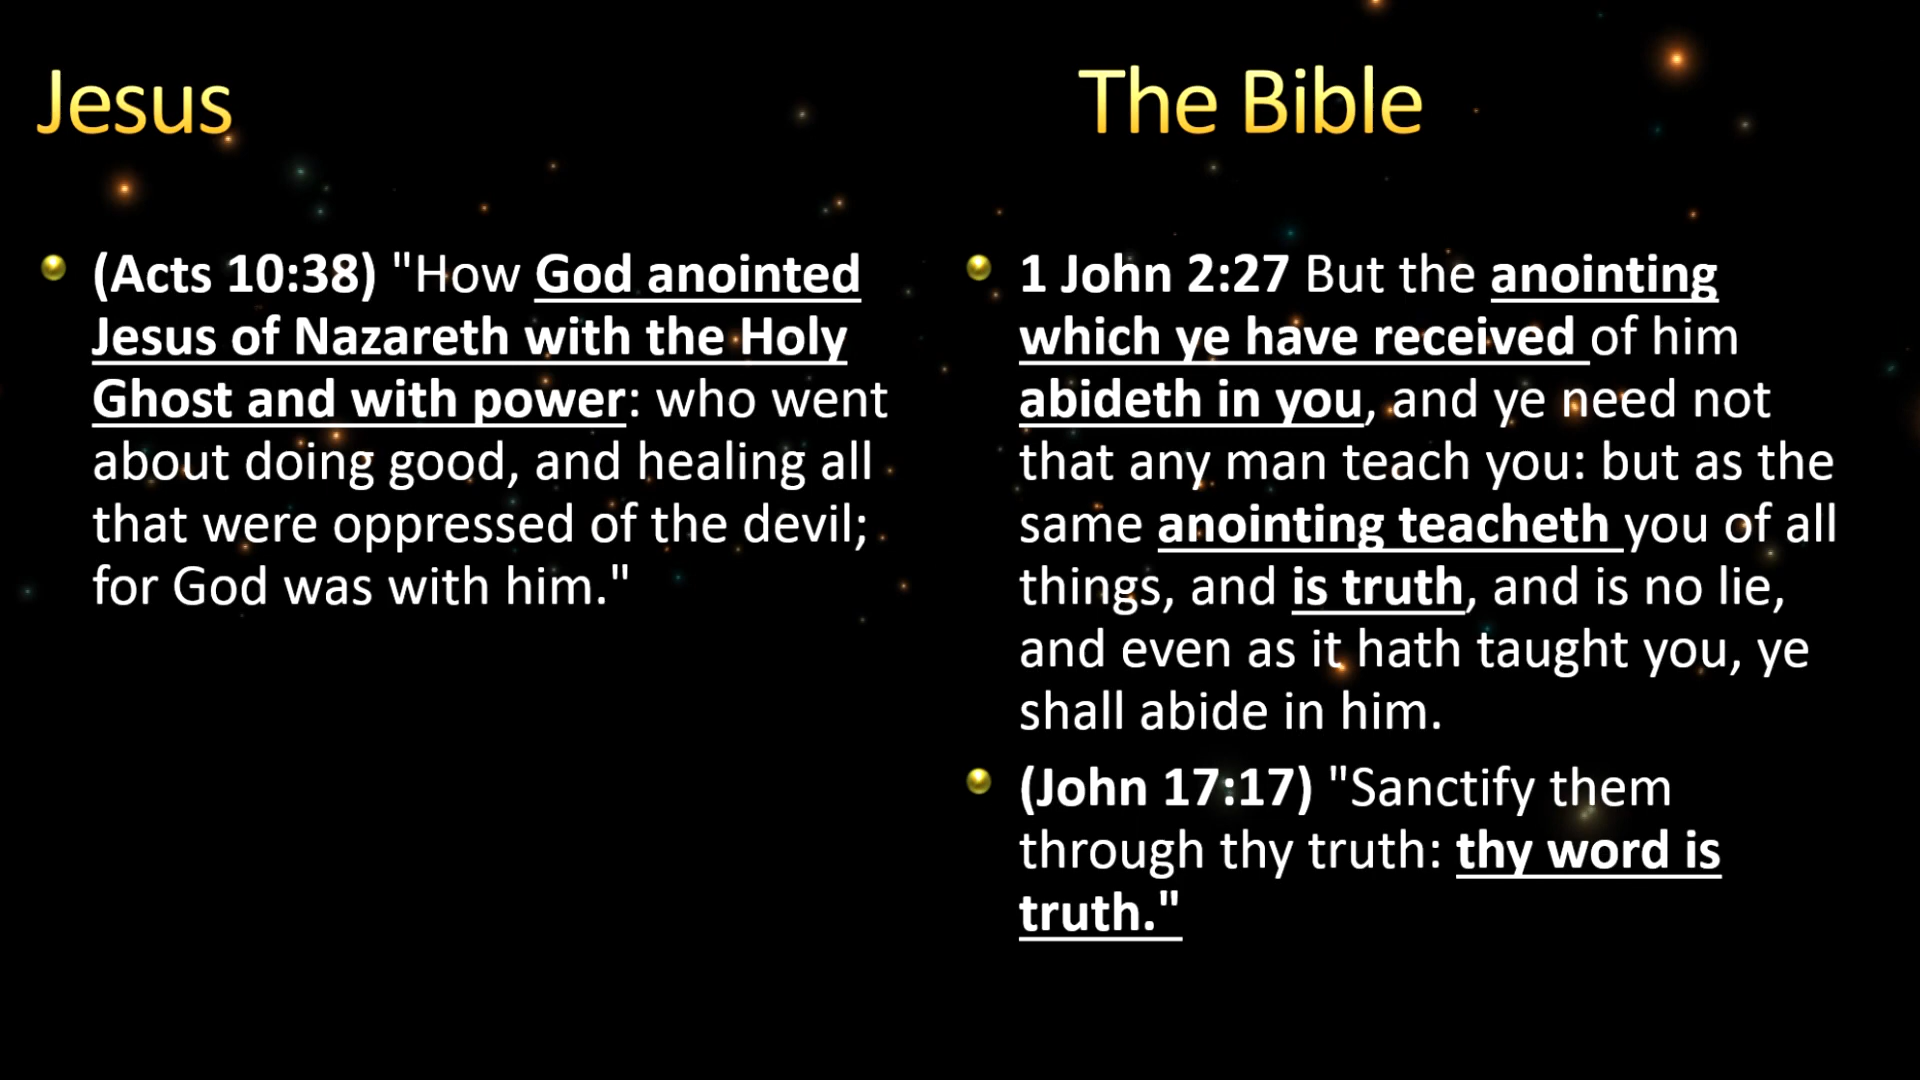 Jesus
(Acts 10:38) "How God anointed
Jesus of Nazareth with the Holy
Ghost and with power: who went
about doing good, and healing all
that were oppressed of the devil;
for God was with him."
The Bible
1 John 2:27 But the anointing
which ye have received of him
abideth in you, and ye need not
that any man teach you: but as the
same anointing teacheth you of all
things, and is truth, and is no lie,
and even as it hath taught you, ye
shall abide in him.
(John 17:17) "Sanctify them
through thy truth: thy word is
truth."